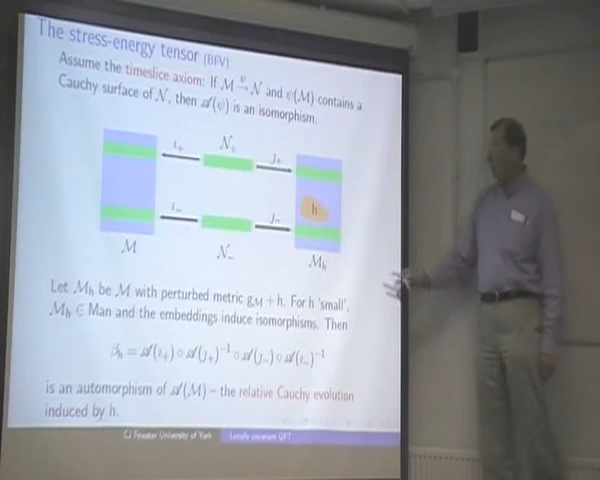 The stress-energy tensor (BFV)
Assume the timeslice axiom: If ℳ →^ψ 𝒩 and ψ(ℳ) contains a
Cauchy surface of 𝒩, then 𝒜(ψ) is an isomorphism.
ι₊ 𝒩₊ ȷ₊
h
ι₋ ȷ₋
ℳ 𝒩₋ ℳₕ
Let ℳₕ be ℳ with perturbed metric g_ℳ + h. For h 'small',
ℳₕ ∈ Man and the embeddings induce isomorphisms. Then
βₕ = 𝒜(ι₊) ∘ 𝒜(ȷ₊)⁻¹ ∘ 𝒜(ȷ₋) ∘ 𝒜(ι₋)⁻¹
is an automorphism of 𝒜(ℳ) – the relative Cauchy evolution
induced by h.
CJ Fewster University of York Locally covariant QFT